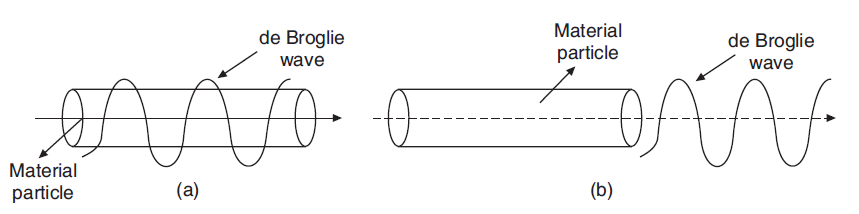 de Broglie
wave
Material
particle
(a)
Material
particle
de Broglie
wave
(b)